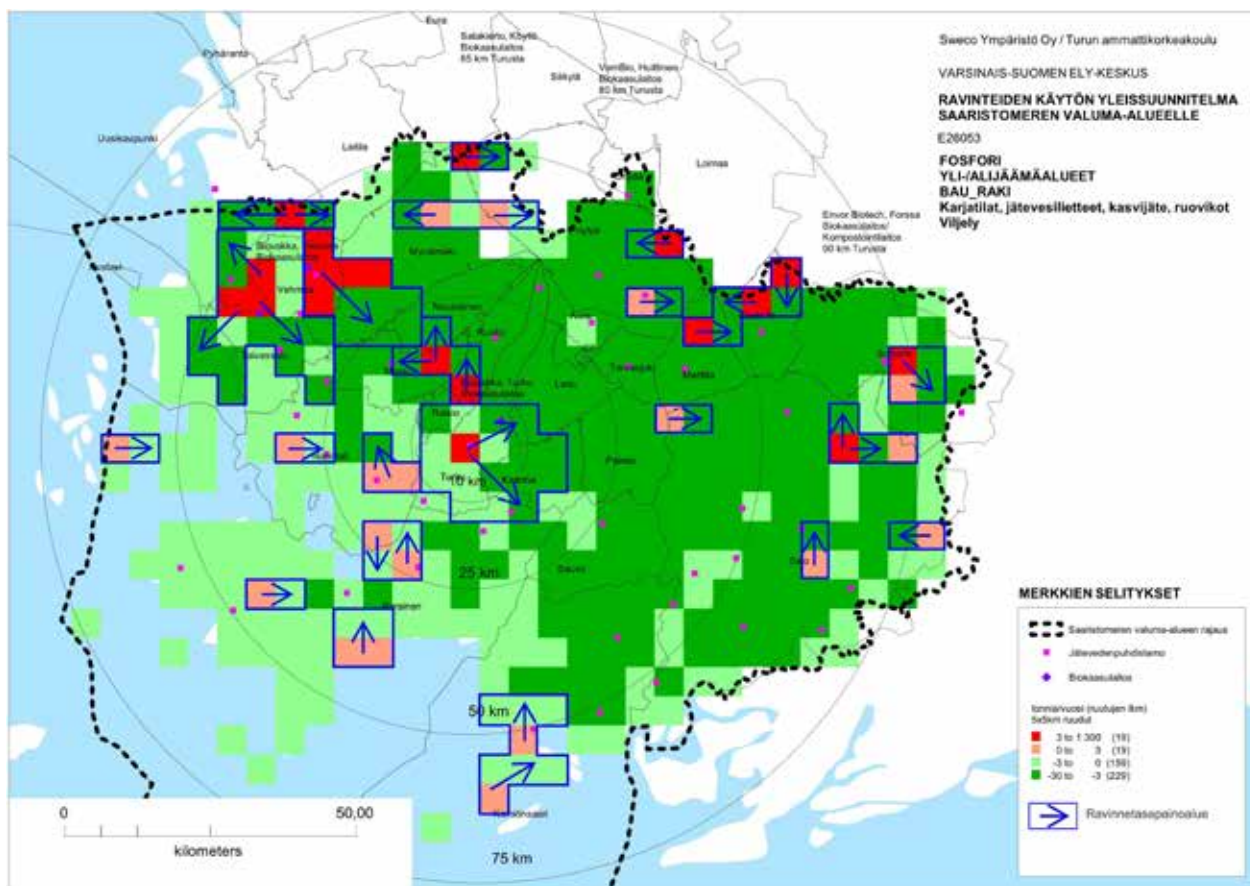 Sweco Ympäristö Oy / Turun ammattikorkeakoulu
VARSINAIS-SUOMEN ELY-KESKUS
RAVINTEIDEN KÄYTÖN YLEISSUUNNITELMA
SAARISTOMEREN VALUMA-ALUEELLE
E26053
FOSFORI
YLI-/ALIJÄÄMÄALUEET
BAU_RAKI
Karjatilat, jätevesilietteet, kasvijäte, ruovikot
Viljely
Eura
Pyhäranta
Satakierto, Köyliö
Biokaasulaitos
65 km Turusta
VamBio, Huittinen
Biokaasulaitos
80 km Turusta
Säkylä
Uusikaupunki
Laitila
Loimaa
Envor Biotech, Forssa
Biokaasulaitos/
Kompostointilaitos
90 km Turusta
Mynämäki
Vehmaa
Nousiainen
Rusko
Lieto
Tarvasjoki
Marttila
Raisio
Turku
10 km
Kaarina
Paimio
Sauvo
Salo
25 km
Parainen
50 km
75 km
0
50,00
kilometers
MERKKIEN SELITYKSET
Saaristomeren valuma-alueen rajaus
Jätevedenpuhdistamo
Biokaasulaitos
tonnia/vuosi (ruutujen lkm)
5x5km ruudut
3 to 1 300 (19)
0 to 3 (19)
-3 to 0 (159)
-30 to -3 (229)
Ravinnetasapainoalue